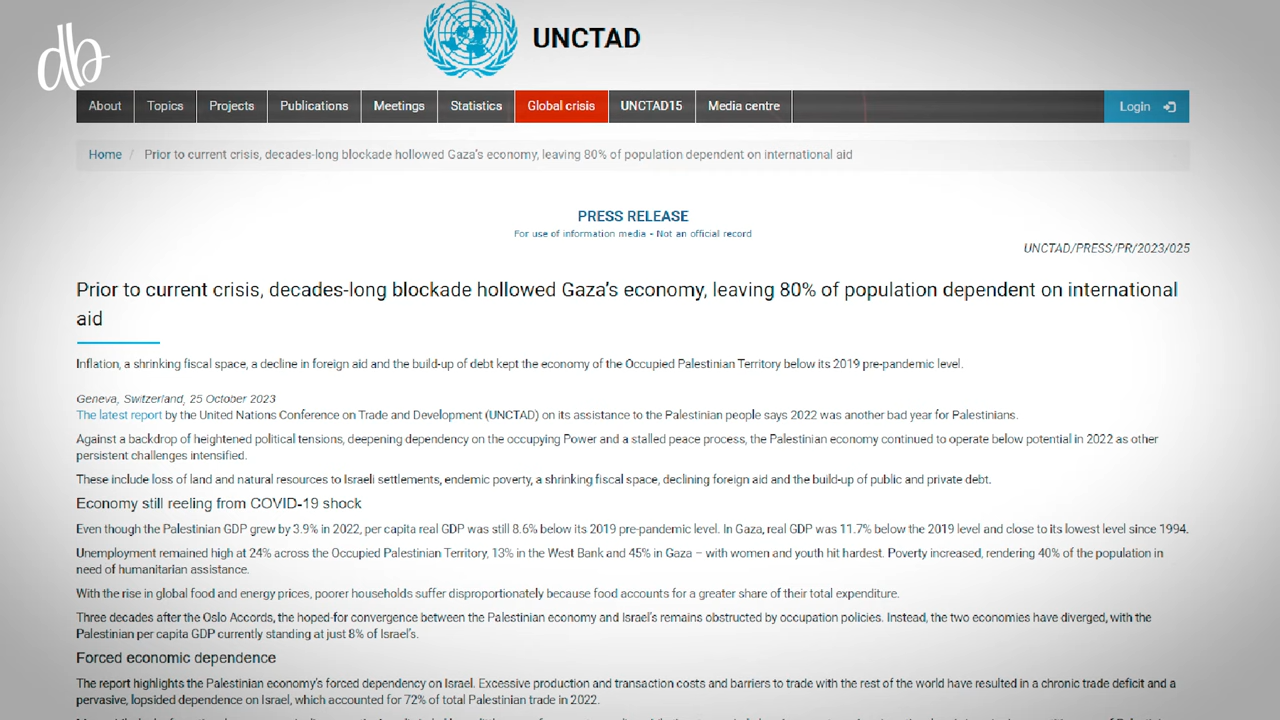 db
UNCTAD
About Topics Projects Publications Meetings Statistics Global crisis UNCTAD15 Media centre Login
Home / Prior to current crisis, decades-long blockade hollowed Gaza's economy, leaving 80% of population dependent on international aid
PRESS RELEASE
For use of information media • Not an official record
UNCTAD/PRESS/PR/2023/025
Prior to current crisis, decades-long blockade hollowed Gaza's economy, leaving 80% of population dependent on international
aid
Inflation, a shrinking fiscal space, a decline in foreign aid and the build-up of debt kept the economy of the Occupied Palestinian Territory below its 2019 pre-pandemic level.
Geneva, Switzerland, 25 October 2023
The latest report by the United Nations Conference on Trade and Development (UNCTAD) on its assistance to the Palestinian people says 2022 was another bad year for Palestinians.
Against a backdrop of heightened political tensions, deepening dependency on the occupying Power and a stalled peace process, the Palestinian economy continued to operate below potential in 2022 as other
persistent challenges intensified.
These include loss of land and natural resources to Israeli settlements, endemic poverty, a shrinking fiscal space, declining foreign aid and the build-up of public and private debt.
Economy still reeling from COVID-19 shock
Even though the Palestinian GDP grew by 3.9% in 2022, per capita real GDP was still 8.6% below its 2019 pre-pandemic level. In Gaza, real GDP was 11.7% below the 2019 level and close to its lowest level since 1994.
Unemployment remained high at 24% across the Occupied Palestinian Territory, 13% in the West Bank and 45% in Gaza – with women and youth hit hardest. Poverty increased, rendering 40% of the population in
need of humanitarian assistance.
With the rise in global food and energy prices, poorer households suffer disproportionately because food accounts for a greater share of their total expenditure.
Three decades after the Oslo Accords, the hoped-for convergence between the Palestinian economy and Israel's remains obstructed by occupation policies. Instead, the two economies have diverged, with the
Palestinian per capita GDP currently standing at just 8% of Israel's.
Forced economic dependence
The report highlights the Palestinian economy's forced dependency on Israel. Excessive production and transaction costs and barriers to trade with the rest of the world have resulted in a chronic trade deficit and a
pervasive, lopsided dependence on Israel, which accounted for 72% of total Palestinian trade in 2022.